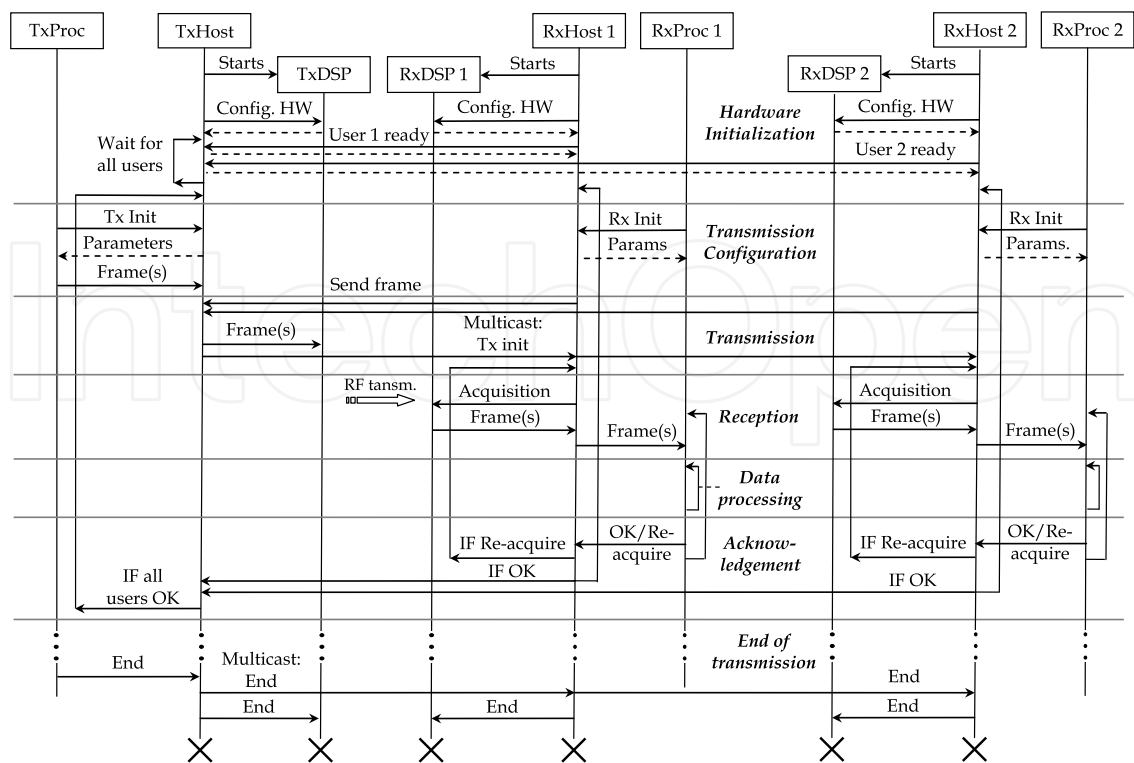 TxProc
TxHost
RxHost 1
RxProc 1
RxHost 2
RxProc 2
Starts
TxDSP
RxDSP 1
Starts
RxDSP 2
Starts
Config. HW
Config. HW
Hardware
Initialization
Config. HW
Wait for
all users
User 1 ready
User 2 ready
Tx Init
Rx Init
Transmission
Configuration
Rx Init
Parameters
Params
Params.
Frame(s)
Send frame
Frame(s)
Multicast:
Tx init
Transmission
RF tansm.
Acquisition
Acquisition
Frame(s)
Reception
Frame(s)
Frame(s)
Frame(s)
Data
processing
IF Re-acquire
OK/Re-
acquire
Acknow-
ledgement
IF Re-acquire
OK/Re-
acquire
IF OK
IF OK
IF all
users OK
End of
transmission
End
Multicast:
End
End
End
End
End
IntechOpen